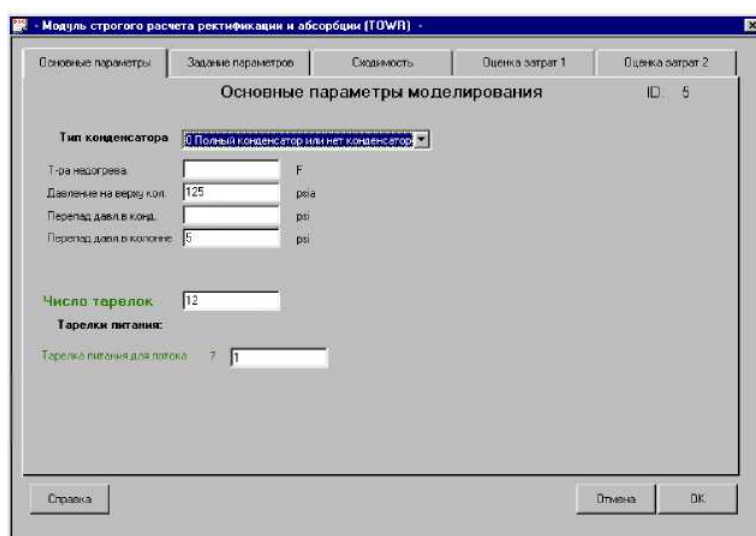 - Модуль строгого расчета ректификации и абсорбции (TOWR) -
Основные параметры Задание параметров Сходимость Оценка затрат 1 Оценка затрат 2
Основные параметры моделирования ID: 5
Тип конденсатора 0 Полный конденсатор или нет конденсатор
Т-ра недогрева F
Давление на верху кол. 125 psia
Перепад давл.в конд. psi
Перепад давл.в колонне 5 psi
Число тарелок 12
Тарелки питания:
Тарелка питания для потока 7 1
Справка Отмена OK